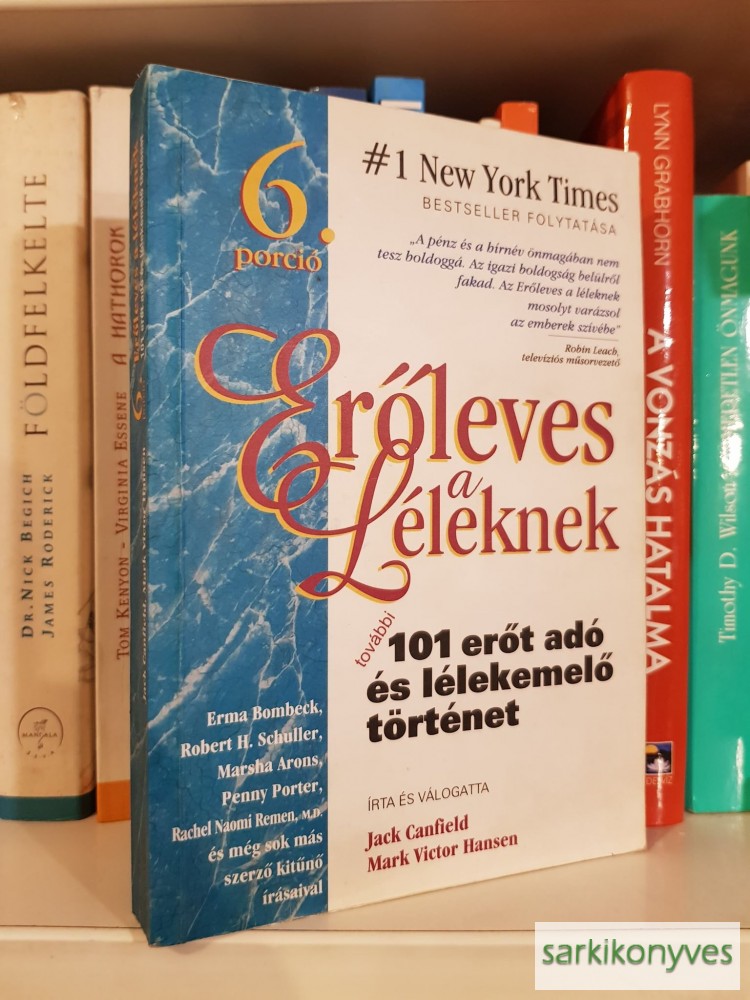 6.
porció
#1 New York Times
BESTSELLER FOLYTATÁSA
„A pénz és a hírnév önmagában nem
tesz boldoggá. Az igazi boldogság belülről
fakad. Az Erőleves a léleknek
mosolyt varázsol
az emberek szívébe"
Robin Leach,
televíziós műsorvezető
Erőleves
a
Léleknek
további
101 erőt adó
és lélekemelő
történet
ÍRTA ÉS VÁLOGATTA
Jack Canfield
Mark Victor Hansen
Erma Bombeck,
Robert H. Schuller,
Marsha Arons,
Penny Porter,
Rachel Naomi Remen, M.D.
és még sok más
szerző kitűnő
írásaival
DR. NICK BEGICH
JAMES RODERICK
FÖLDFELKELTE
MANDALA
TOM KENYON – VIRGINIA ESSENE
A HATHOROK
LYNN GRABHORN
A VONZÁS HATALMA
Timothy D. Wilson
ÖNMAGUNK
sarkikonyves